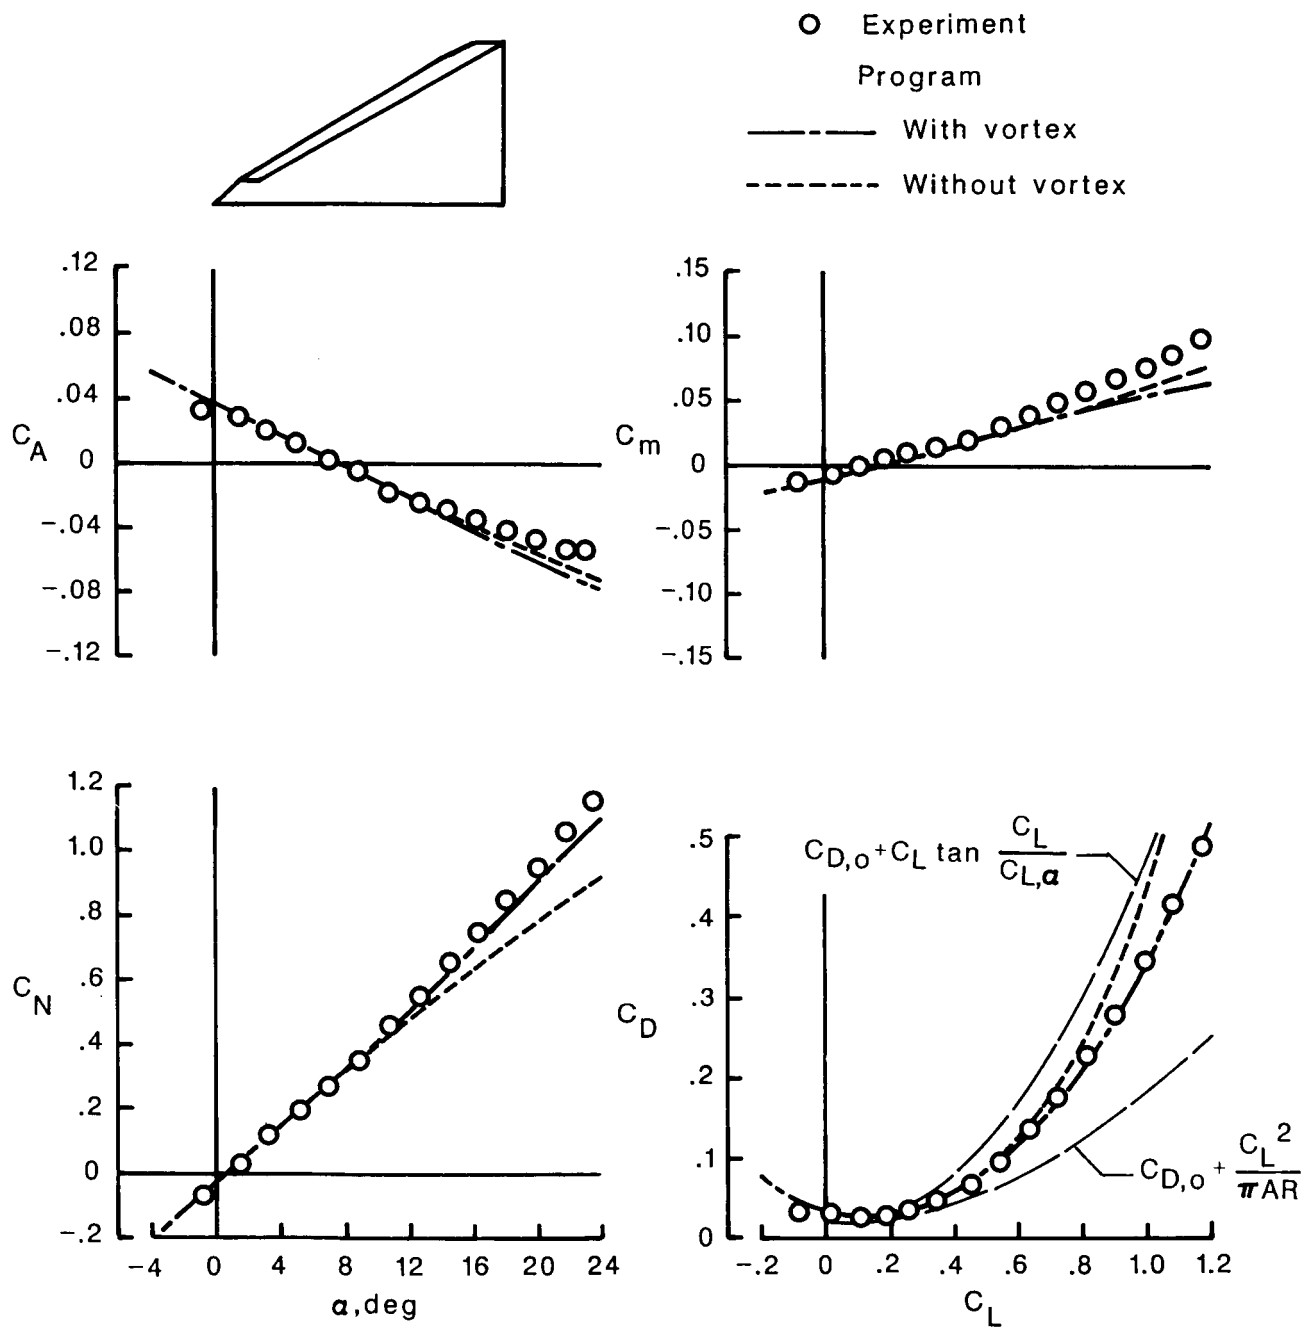 Experiment
Program
With vortex
Without vortex
.12
.08
.04
0
-.04
-.08
-.12
C_A
.15
.10
.05
0
-.05
-.10
-.15
C_m
1.2
1.0
.8
.6
.4
.2
0
-.2
C_N
-4 0 4 8 12 16 20 24
α,deg
.5
.4
.3
.2
.1
0
C_D
C_{D,o} + C_L tan C_L / C_{L,α}
C_{D,o} + C_L^2 / πAR
-.2 0 .2 .4 .6 .8 1.0 1.2
C_L